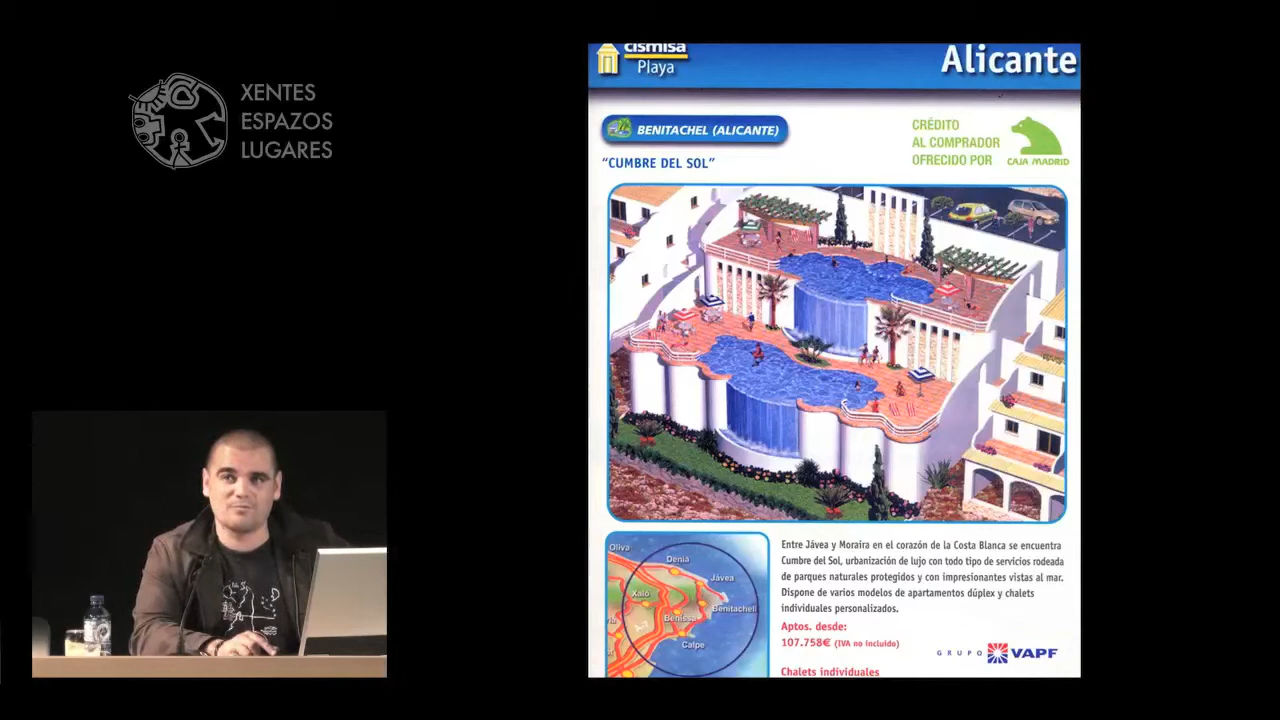 XENTES
ESPAZOS
LUGARES
cismisa
Playa
Alicante
BENITACHEL (ALICANTE)
CRÉDITO
AL COMPRADOR
OFRECIDO POR
CAJA MADRID
"CUMBRE DEL SOL"
Oliva
Denia
Jávea
Xaló
Benitachell
Benissa
Calpe
Entre Jávea y Moraira en el corazón de la Costa Blanca se encuentra
Cumbre del Sol, urbanización de lujo con todo tipo de servicios rodeada
de parques naturales protegidos y con impresionantes vistas al mar.
Dispone de varios modelos de apartamentos dúplex y chalets
individuales personalizados.
Aptos. desde:
107.758€ (IVA no incluido)
GRUPO VAPF
Chalets individuales